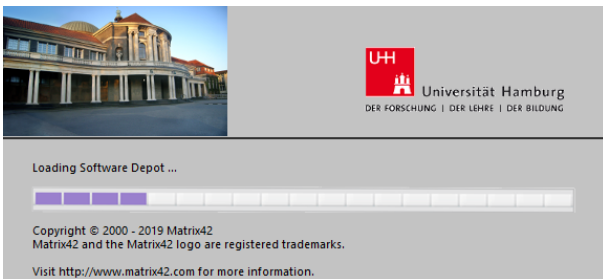 UHH
Universität Hamburg
DER FORSCHUNG | DER LEHRE | DER BILDUNG
Loading Software Depot ...
Copyright © 2000 - 2019 Matrix42
Matrix42 and the Matrix42 logo are registered trademarks.
Visit http://www.matrix42.com for more information.